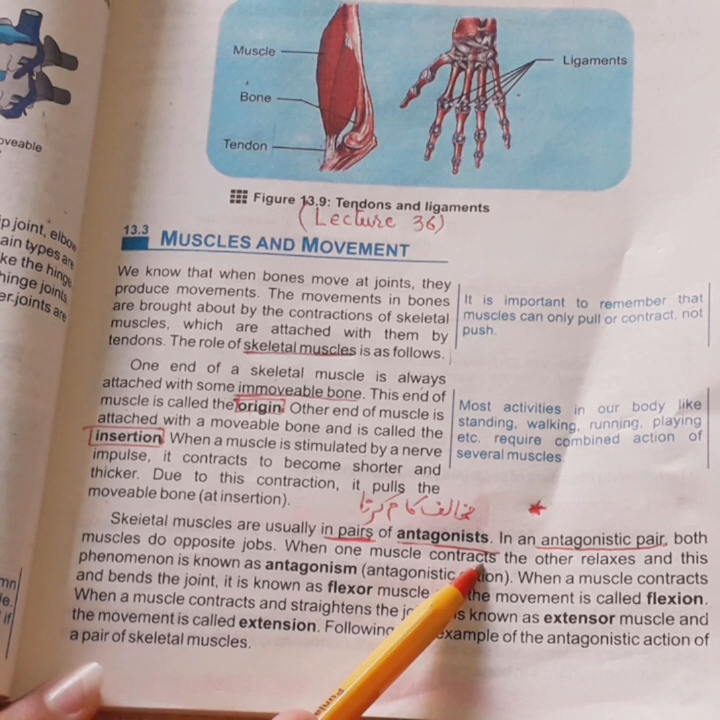 Muscle
Bone
Tendon
Ligaments
Figure 13.9: Tendons and ligaments
(Lecture 36)
13.3 MUSCLES AND MOVEMENT
We know that when bones move at joints, they
produce movements. The movements in bones
are brought about by the contractions of skeletal
muscles, which are attached with them by
tendons. The role of skeletal muscles is as follows.
One end of a skeletal muscle is always
attached with some immoveable bone. This end of
muscle is called the origin. Other end of muscle is
attached with a moveable bone and is called the
insertion. When a muscle is stimulated by a nerve
impulse, it contracts to become shorter and
thicker. Due to this contraction, it pulls the
moveable bone (at insertion).
It is important to remember that
muscles can only pull or contract, not
push.
Most activities in our body like
standing, walking, running, playing
etc. require combined action of
several muscles.
مخالف کام کرتا
Skeletal muscles are usually in pairs of antagonists. In an antagonistic pair, both
muscles do opposite jobs. When one muscle contracts the other relaxes and this
phenomenon is known as antagonism (antagonistic When a muscle contracts
and bends the joint, it is known as flexor muscle the movement is called flexion.
When a muscle contracts and straightens the is known as extensor muscle and
the movement is called extension. Following example of the antagonistic action of
a pair of skeletal muscles.
oveable
p joint, elbow
ain types are
ke the hinge
hinge joints
er joints are